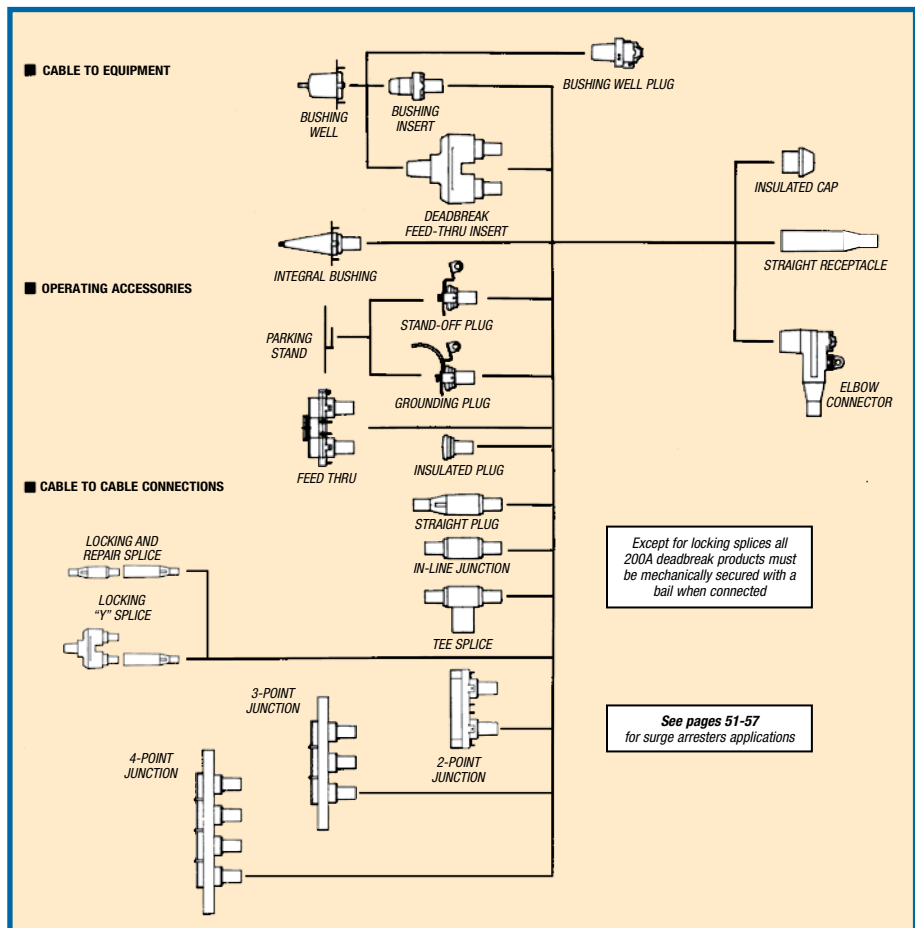 ■ CABLE TO EQUIPMENT
BUSHING WELL PLUG
BUSHING
WELL
BUSHING
INSERT
INSULATED CAP
DEADBREAK
FEED-THRU INSERT
INTEGRAL BUSHING
STRAIGHT RECEPTACLE
■ OPERATING ACCESSORIES
STAND-OFF PLUG
PARKING
STAND
GROUNDING PLUG
ELBOW
CONNECTOR
FEED THRU
INSULATED PLUG
■ CABLE TO CABLE CONNECTIONS
STRAIGHT PLUG
LOCKING AND
REPAIR SPLICE
IN-LINE JUNCTION
Except for locking splices all
200A deadbreak products must
be mechanically secured with a
bail when connected
LOCKING
"Y" SPLICE
TEE SPLICE
3-POINT
JUNCTION
See pages 51-57
for surge arresters applications
4-POINT
JUNCTION
2-POINT
JUNCTION